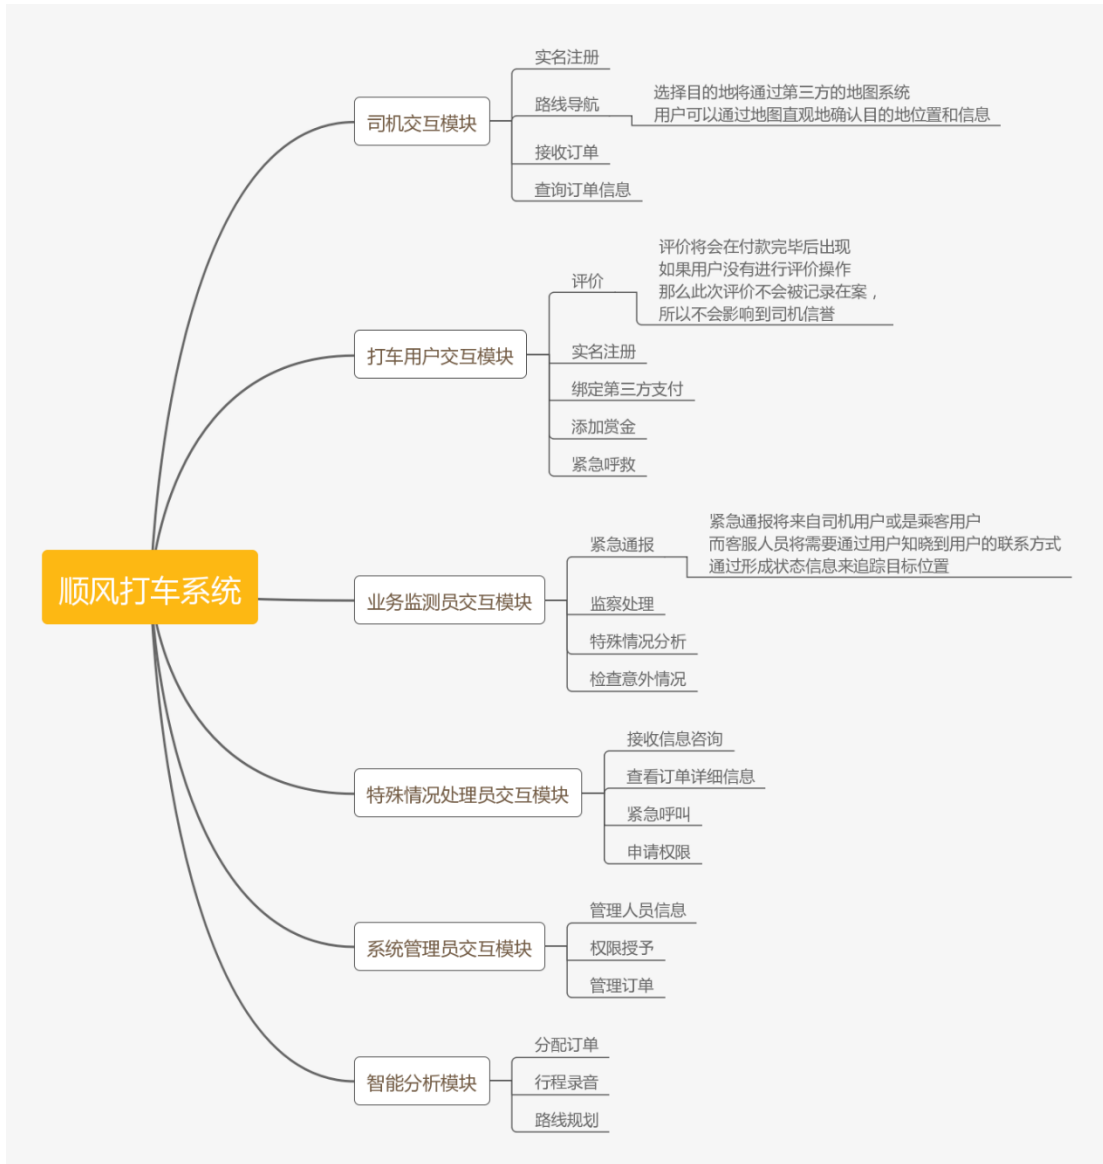 顺风打车系统
司机交互模块
实名注册
路线导航
选择目的地将通过第三方的地图系统
用户可以通过地图直观地确认目的地位置和信息
接收订单
查询订单信息
打车用户交互模块
评价
评价将会在付款完毕后出现
如果用户没有进行评价操作
那么此次评价不会被记录在案，
所以不会影响到司机信誉
实名注册
绑定第三方支付
添加赏金
紧急呼救
业务监测员交互模块
紧急通报
紧急通报将来自司机用户或是乘客用户
而客服人员将需要通过用户知晓到用户的联系方式
通过形成状态信息来追踪目标位置
监察处理
特殊情况分析
检查意外情况
特殊情况处理员交互模块
接收信息咨询
查看订单详细信息
紧急呼叫
申请权限
系统管理员交互模块
管理人员信息
权限授予
管理订单
智能分析模块
分配订单
行程录音
路线规划